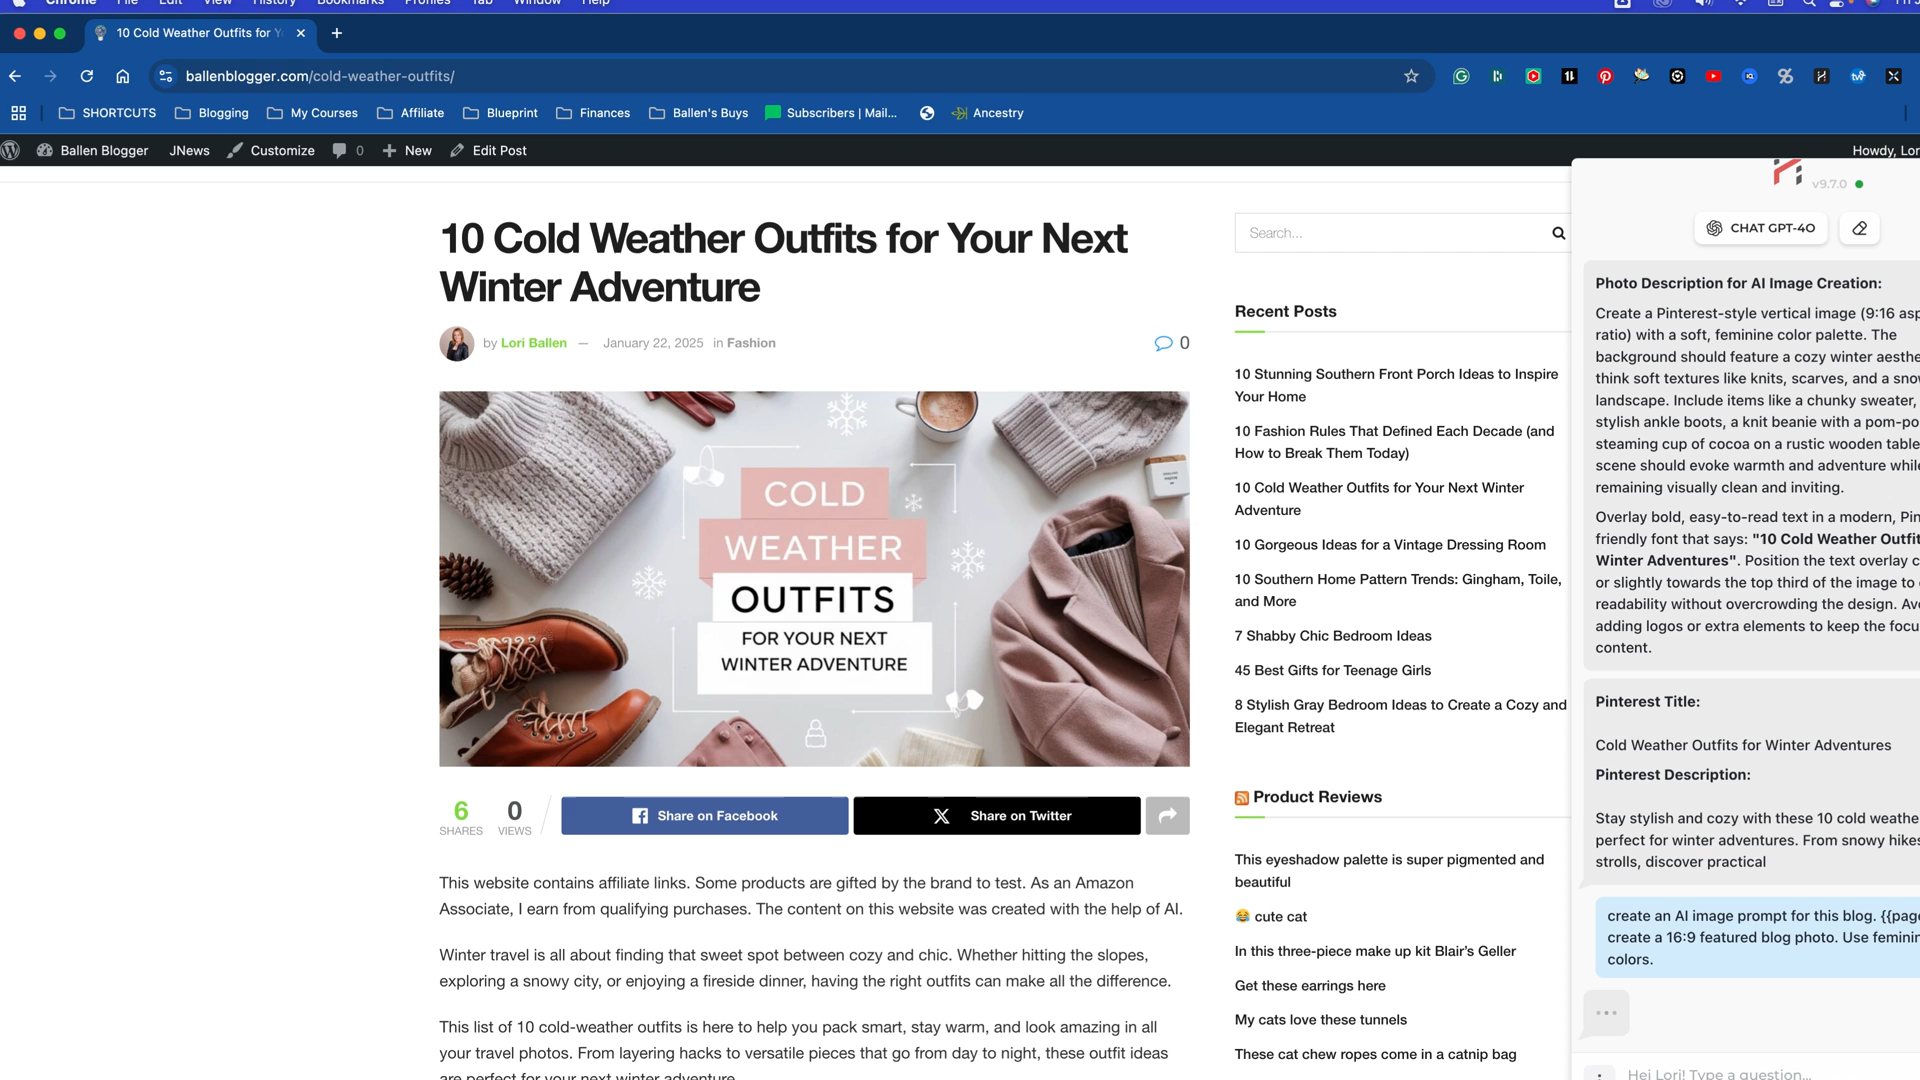 Chrome File Edit View History Bookmarks Profiles Tab Window Help
10 Cold Weather Outfits for Y
ballenblogger.com/cold-weather-outfits/
SHORTCUTS Blogging My Courses Affiliate Blueprint Finances Ballen's Buys Subscribers | Mail... Ancestry
Ballen Blogger JNews Customize 0 New Edit Post Howdy, Lor
10 Cold Weather Outfits for Your Next
Winter Adventure
by Lori Ballen — January 22, 2025 in Fashion 0
COLD
WEATHER
OUTFITS
FOR YOUR NEXT
WINTER ADVENTURE
6 SHARES
0 VIEWS
Share on Facebook
Share on Twitter
This website contains affiliate links. Some products are gifted by the brand to test. As an Amazon
Associate, I earn from qualifying purchases. The content on this website was created with the help of AI.
Winter travel is all about finding that sweet spot between cozy and chic. Whether hitting the slopes,
exploring a snowy city, or enjoying a fireside dinner, having the right outfits can make all the difference.
This list of 10 cold-weather outfits is here to help you pack smart, stay warm, and look amazing in all
your travel photos. From layering hacks to versatile pieces that go from day to night, these outfit ideas
are perfect for your next winter adventure.
Search...
Recent Posts
10 Stunning Southern Front Porch Ideas to Inspire
Your Home
10 Fashion Rules That Defined Each Decade (and
How to Break Them Today)
10 Cold Weather Outfits for Your Next Winter
Adventure
10 Gorgeous Ideas for a Vintage Dressing Room
10 Southern Home Pattern Trends: Gingham, Toile,
and More
7 Shabby Chic Bedroom Ideas
45 Best Gifts for Teenage Girls
8 Stylish Gray Bedroom Ideas to Create a Cozy and
Elegant Retreat
Product Reviews
This eyeshadow palette is super pigmented and
beautiful
😂 cute cat
In this three-piece make up kit Blair's Geller
Get these earrings here
My cats love these tunnels
These cat chew ropes come in a catnip bag
v9.7.0
CHAT GPT-4O
Photo Description for AI Image Creation:
Create a Pinterest-style vertical image (9:16 asp
ratio) with a soft, feminine color palette. The
background should feature a cozy winter aesthe
think soft textures like knits, scarves, and a sno
landscape. Include items like a chunky sweater,
stylish ankle boots, a knit beanie with a pom-po
steaming cup of cocoa on a rustic wooden table
scene should evoke warmth and adventure while
remaining visually clean and inviting.
Overlay bold, easy-to-read text in a modern, Pin
friendly font that says: "10 Cold Weather Outfit
Winter Adventures". Position the text overlay c
or slightly towards the top third of the image to
readability without overcrowding the design. Av
adding logos or extra elements to keep the focu
content.
Pinterest Title:
Cold Weather Outfits for Winter Adventures
Pinterest Description:
Stay stylish and cozy with these 10 cold weathe
perfect for winter adventures. From snowy hikes
strolls, discover practical
create an AI image prompt for this blog. {{page
create a 16:9 featured blog photo. Use feminin
colors.
Hei Lori! Type a question...